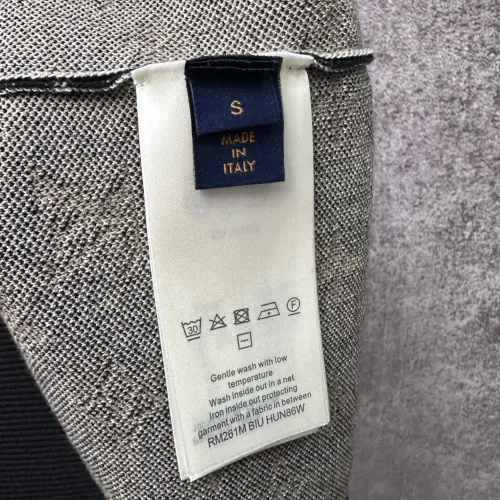 S
MADE
IN
ITALY
30
F
Gentle wash with low
temperature
Wash inside out in a net
Iron inside out protecting
garment with a fabric in between
RM261M BIU HUN86W